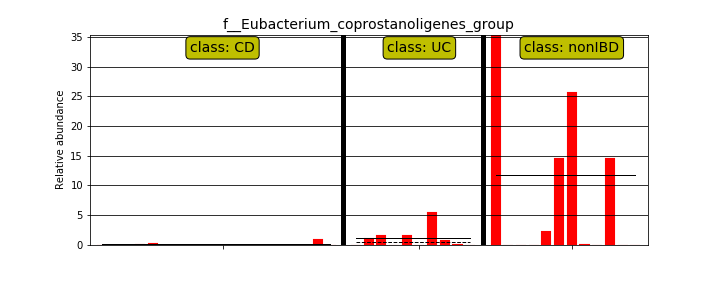 f__Eubacterium_coprostanoligenes_group
class: CD
class: UC
class: nonIBD
Relative abundance
35
30
25
20
15
10
5
0